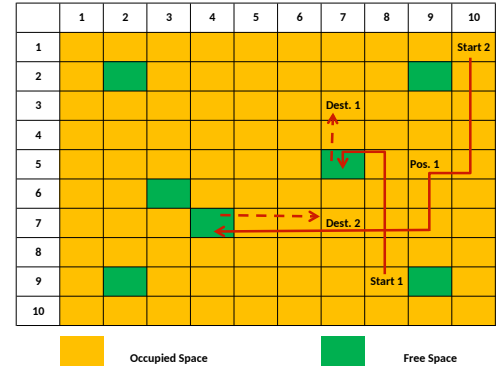 1 2 3 4 5 6 7 8 9 10
1 Start 2
2
3 Dest. 1
4
5 Pos. 1
6
7 Dest. 2
8
9 Start 1
10
Occupied Space Free Space